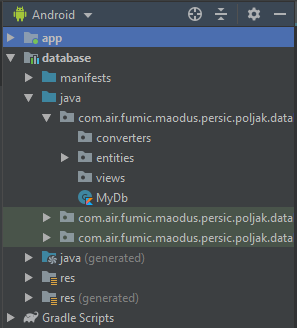 Android
app
database
manifests
java
com.air.fumic.maodus.persic.poljak.data
converters
entities
views
MyDb
com.air.fumic.maodus.persic.poljak.data
com.air.fumic.maodus.persic.poljak.data
java (generated)
res
res (generated)
Gradle Scripts